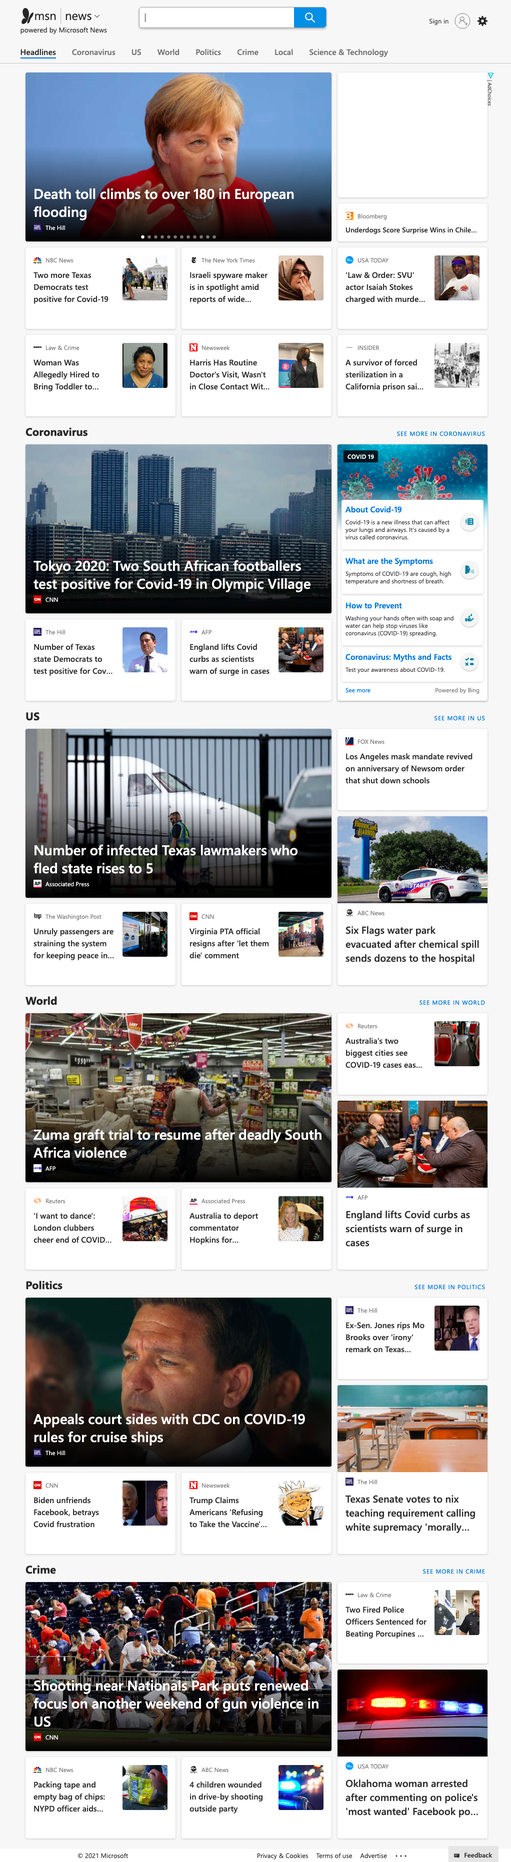 msn | news
powered by Microsoft News
Sign in
Headlines
Coronavirus
US
World
Politics
Crime
Local
Science & Technology
AdChoices
Death toll climbs to over 180 in European
flooding
The Hill
Bloomberg
Underdogs Score Surprise Wins in Chile...
NBC News
Two more Texas
Democrats test
positive for Covid-19
The New York Times
Israeli spyware maker
is in spotlight amid
reports of wide...
USA TODAY
'Law & Order: SVU'
actor Isaiah Stokes
charged with murde...
Law & Crime
Woman Was
Allegedly Hired to
Bring Toddler to...
Newsweek
Harris Has Routine
Doctor's Visit, Wasn't
in Close Contact Wit...
INSIDER
A survivor of forced
sterilization in a
California prison sai...
Coronavirus
SEE MORE IN CORONAVIRUS
Tokyo 2020: Two South African footballers
test positive for Covid-19 in Olympic Village
CNN
COVID 19
About Covid-19
Covid-19 is a new illness that can affect
your lungs and airways. It's caused by a
virus called coronavirus.
What are the Symptoms
Symptoms of COVID-19 are cough, high
temperature and shortness of breath.
How to Prevent
Washing your hands often with soap and
water can help stop viruses like
coronavirus (COVID-19) spreading.
Coronavirus: Myths and Facts
Test your awareness about COVID-19.
See more
Powered by Bing
The Hill
Number of Texas
state Democrats to
test positive for Cov...
AFP
England lifts Covid
curbs as scientists
warn of surge in cases
US
SEE MORE IN US
Number of infected Texas lawmakers who
fled state rises to 5
Associated Press
FOX News
Los Angeles mask mandate revived
on anniversary of Newsom order
that shut down schools
ABC News
Six Flags water park
evacuated after chemical spill
sends dozens to the hospital
The Washington Post
Unruly passengers are
straining the system
for keeping peace in...
CNN
Virginia PTA official
resigns after 'let them
die' comment
World
SEE MORE IN WORLD
Zuma graft trial to resume after deadly South
Africa violence
AFP
Reuters
Australia's two
biggest cities see
COVID-19 cases eas...
AFP
England lifts Covid curbs as
scientists warn of surge in
cases
Reuters
'I want to dance':
London clubbers
cheer end of COVID...
Associated Press
Australia to deport
commentator
Hopkins for...
Politics
SEE MORE IN POLITICS
Appeals court sides with CDC on COVID-19
rules for cruise ships
The Hill
The Hill
Ex-Sen. Jones rips Mo
Brooks over 'irony'
remark on Texas...
The Hill
Texas Senate votes to nix
teaching requirement calling
white supremacy 'morally...
CNN
Biden unfriends
Facebook, betrays
Covid frustration
Newsweek
Trump Claims
Americans 'Refusing
to Take the Vaccine'...
Crime
SEE MORE IN CRIME
Shooting near Nationals Park puts renewed
focus on another weekend of gun violence in
US
CNN
Law & Crime
Two Fired Police
Officers Sentenced for
Beating Porcupines ...
USA TODAY
Oklahoma woman arrested
after commenting on police's
'most wanted' Facebook po...
NBC News
Packing tape and
empty bag of chips:
NYPD officer aids...
ABC News
4 children wounded
in drive-by shooting
outside party
© 2021 Microsoft
Privacy & Cookies
Terms of use
Advertise
Feedback